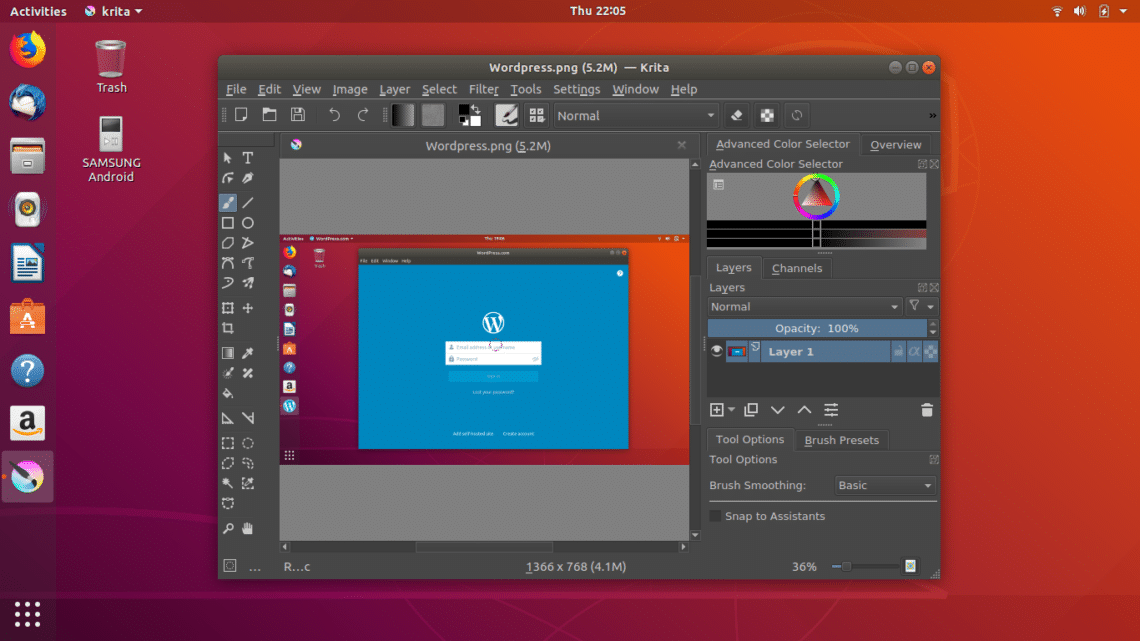 Activities
krita
Thu 22:05
Trash
SAMSUNG
Android
Wordpress.png (5.2M) — Krita
File Edit View Image Layer Select Filter Tools Settings Window Help
Normal
»
Wordpress.png (5.2M)
Activities WordPress.com
Thu
Trash
WordPress.com
File Edit Window Help
Email address or username
Password
Sign in
Lost your password?
Add self-hosted site
Create account
Advanced Color Selector
Overview
Advanced Color Selector
Layers
Channels
Layers
Normal
Opacity: 100%
Layer 1
Tool Options
Brush Presets
Tool Options
Brush Smoothing: Basic
Snap to Assistants
... R...c
1366 x 768 (4.1M)
36%